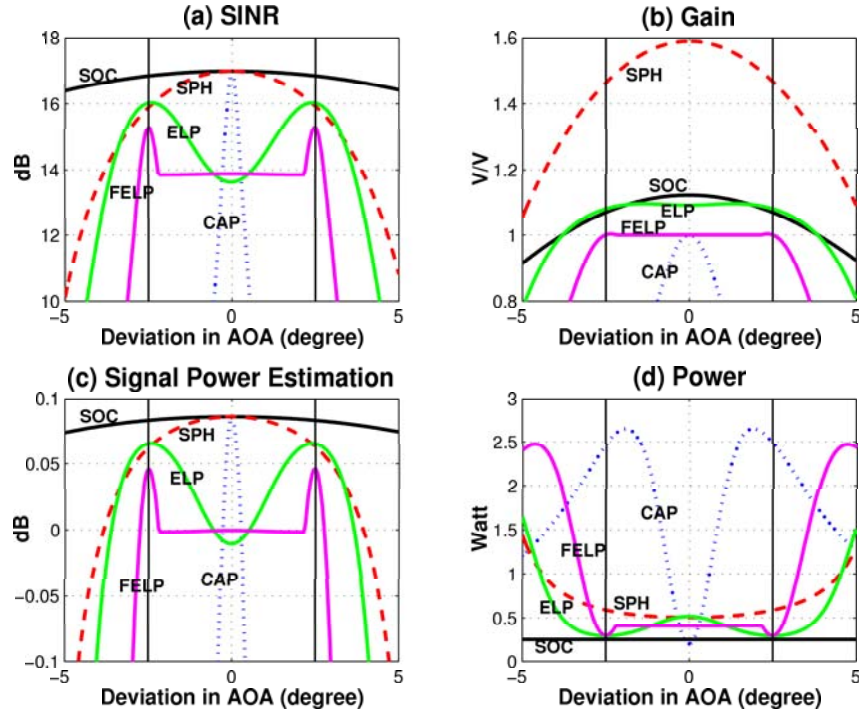 (a) SINR
18
16
14
12
10
dB
SOC
SPH
ELP
FELP
CAP
−5
0
5
Deviation in AOA (degree)
(b) Gain
1.6
1.4
1.2
1
0.8
V/V
SPH
SOC
ELP
FELP
CAP
−5
0
5
Deviation in AOA (degree)
(c) Signal Power Estimation
0.1
0.05
0
−0.05
−0.1
dB
SOC
SPH
ELP
FELP
CAP
−5
0
5
Deviation in AOA (degree)
(d) Power
3
2.5
2
1.5
1
0.5
0
Watt
CAP
FELP
ELP
SPH
SOC
−5
0
5
Deviation in AOA (degree)